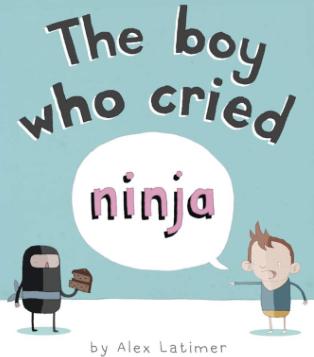 The boy
who cried
ninja
by Alex Latimer